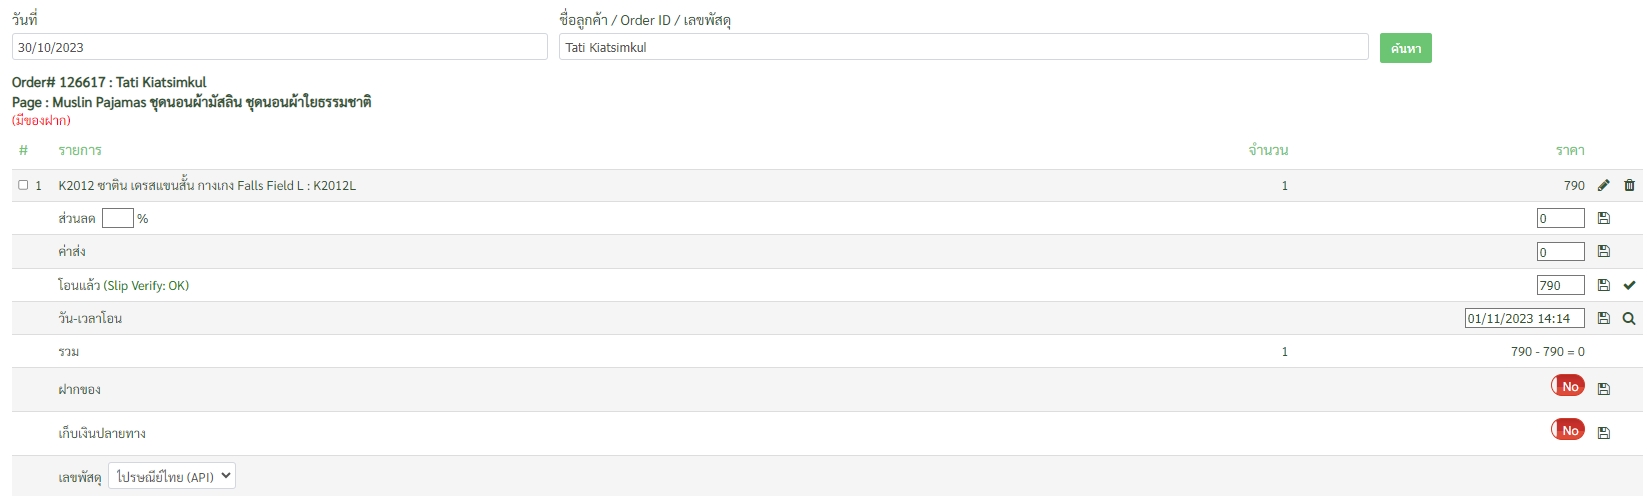 วันที่ ชื่อลูกค้า / Order ID / เลขพัสดุ
30/10/2023 Tati Kiatsimkul ค้นหา
Order# 126617 : Tati Kiatsimkul
Page : Muslin Pajamas ชุดนอนผ้ามัสลิน ชุดนอนผ้าใยธรรมชาติ
(มีของฝาก)
# รายการ จำนวน ราคา
1 K2012 ซาติน เดรสแขนสั้น กางเกง Falls Field L : K2012L 1 790
ส่วนลด % 0
ค่าส่ง 0
โอนแล้ว (Slip Verify: OK) 790
วัน-เวลาโอน 01/11/2023 14:14
รวม 1 790 - 790 = 0
ฝากของ No
เก็บเงินปลายทาง No
เลขพัสดุ ไปรษณีย์ไทย (API)